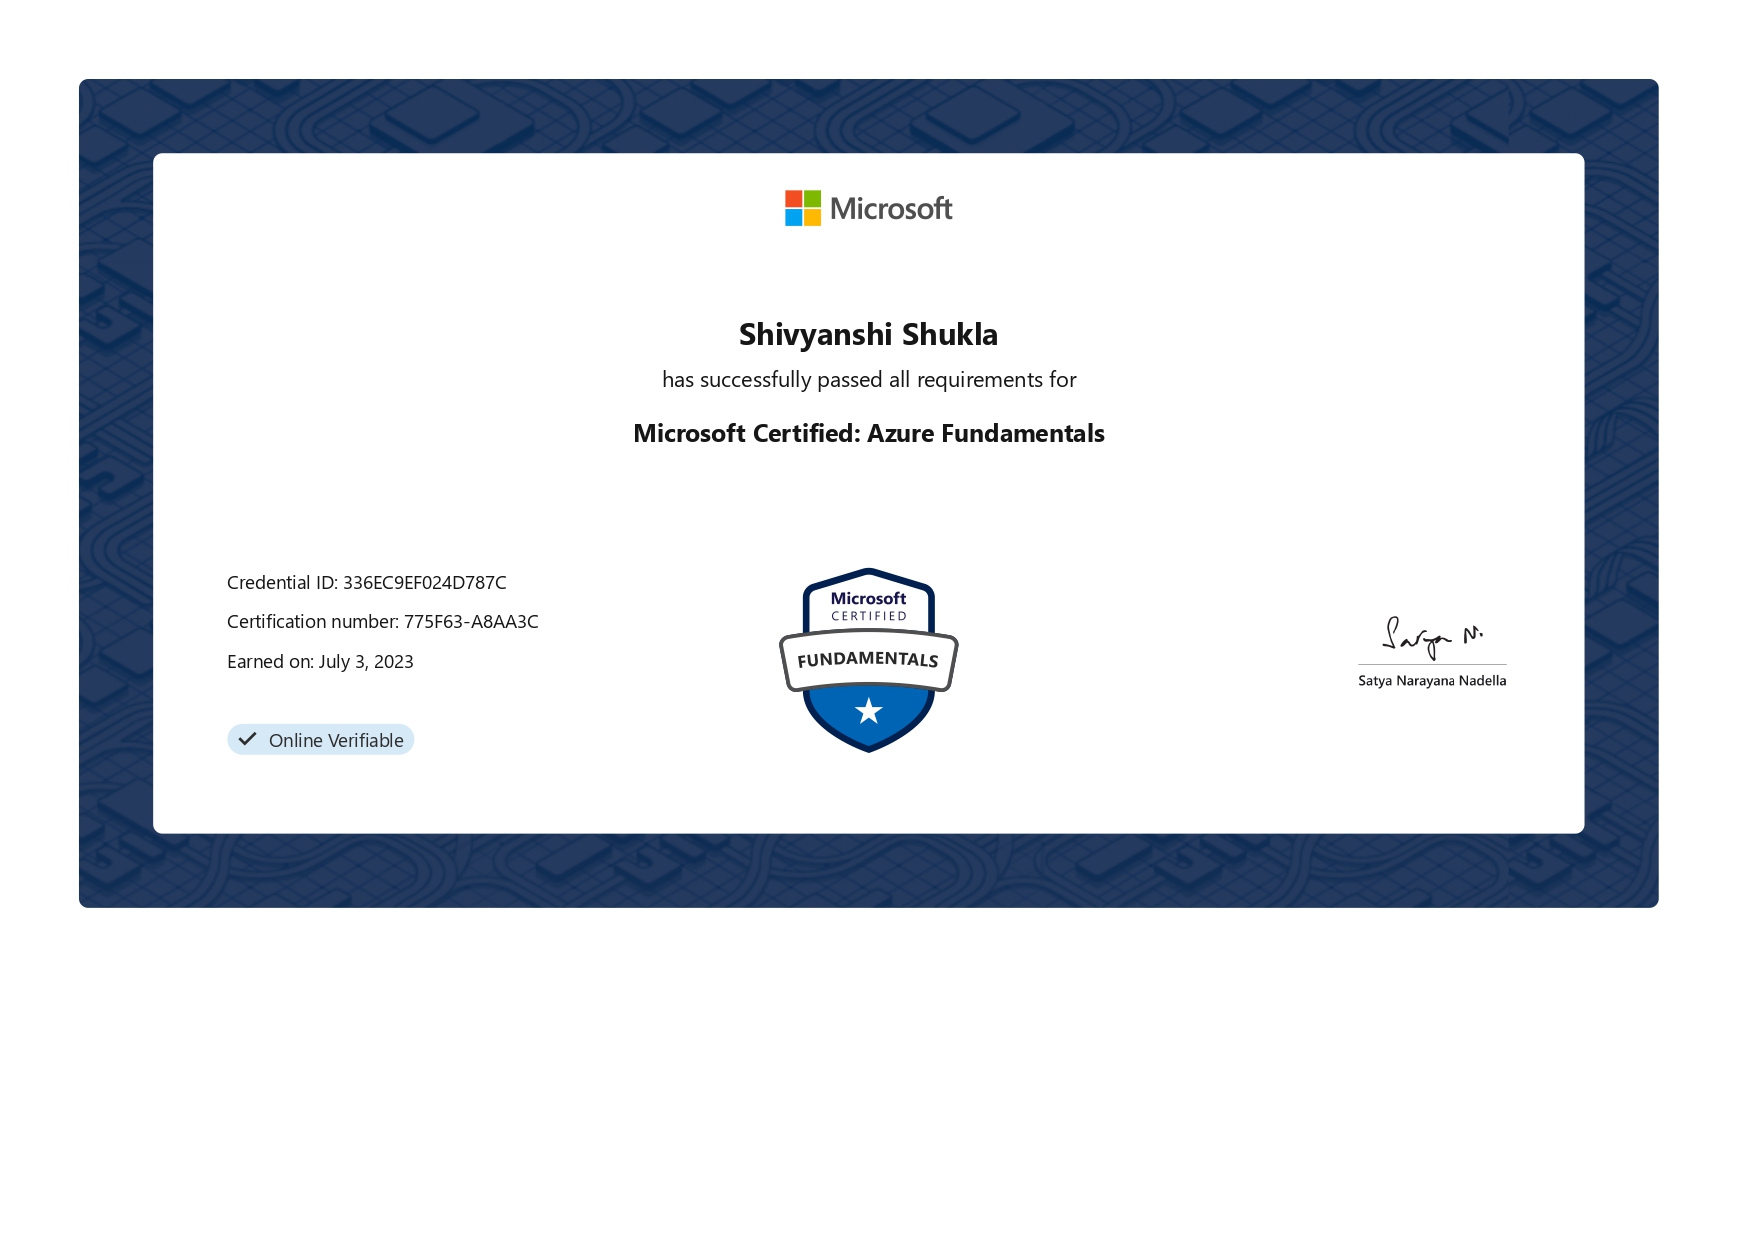 Microsoft
Shivyanshi Shukla
has successfully passed all requirements for
Microsoft Certified: Azure Fundamentals
Credential ID: 336EC9EF024D787C
Certification number: 775F63-A8AA3C
Earned on: July 3, 2023
Online Verifiable
Microsoft
CERTIFIED
FUNDAMENTALS
Satya N.
Satya Narayana Nadella